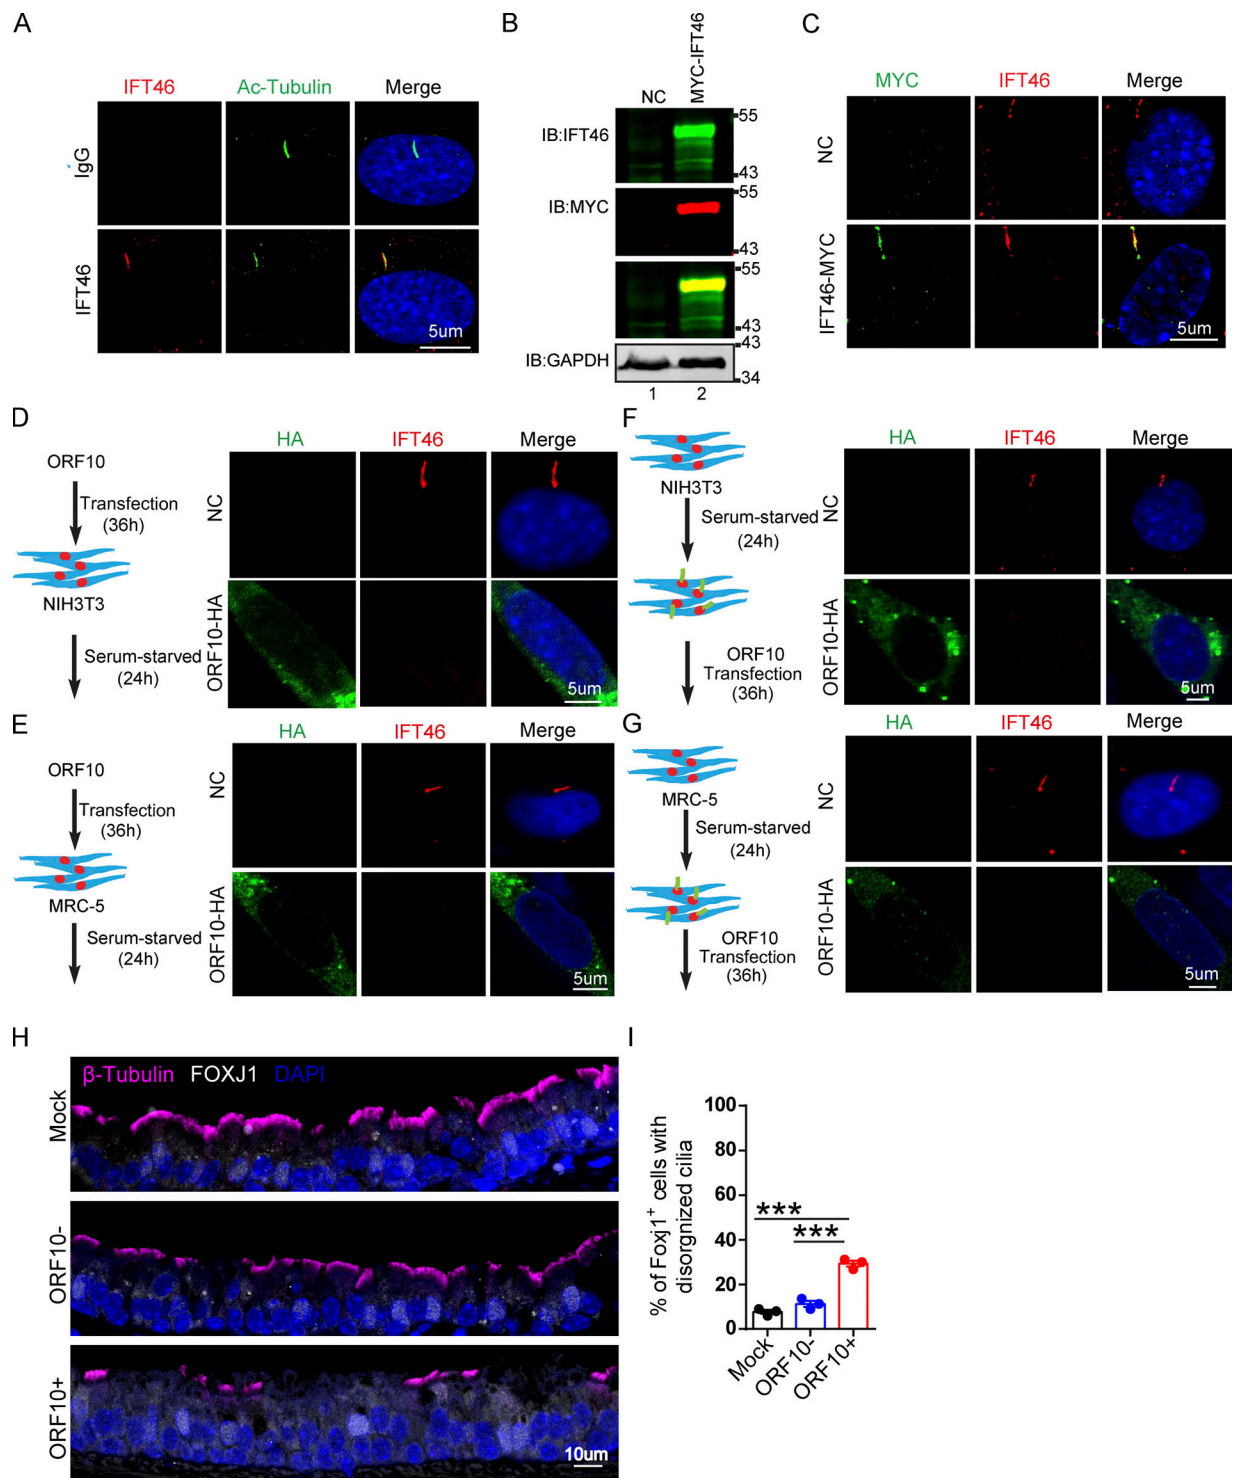 A
IFT46
Ac-Tubulin
Merge
IgG
IFT46
5um
B
NC
MYC-IFT46
IB:IFT46
55
43
IB:MYC
55
43
55
43
IB:GAPDH
43
34
1
2
C
MYC
IFT46
Merge
NC
IFT46-MYC
5um
D
ORF10
Transfection
(36h)
NIH3T3
Serum-starved
(24h)
HA
IFT46
Merge
NC
ORF10-HA
5um
F
NIH3T3
Serum-starved
(24h)
ORF10
Transfection
(36h)
HA
IFT46
Merge
NC
ORF10-HA
5um
E
ORF10
Transfection
(36h)
MRC-5
Serum-starved
(24h)
HA
IFT46
Merge
NC
ORF10-HA
5um
G
MRC-5
Serum-starved
(24h)
ORF10
Transfection
(36h)
HA
IFT46
Merge
NC
ORF10-HA
5um
H
β-Tubulin FOXJ1 DAPI
Mock
ORF10-
ORF10+
10um
I
% of Foxj1+ cells with
disorgnized cilia
100
80
60
40
20
0
***
***
Mock
ORF10-
ORF10+